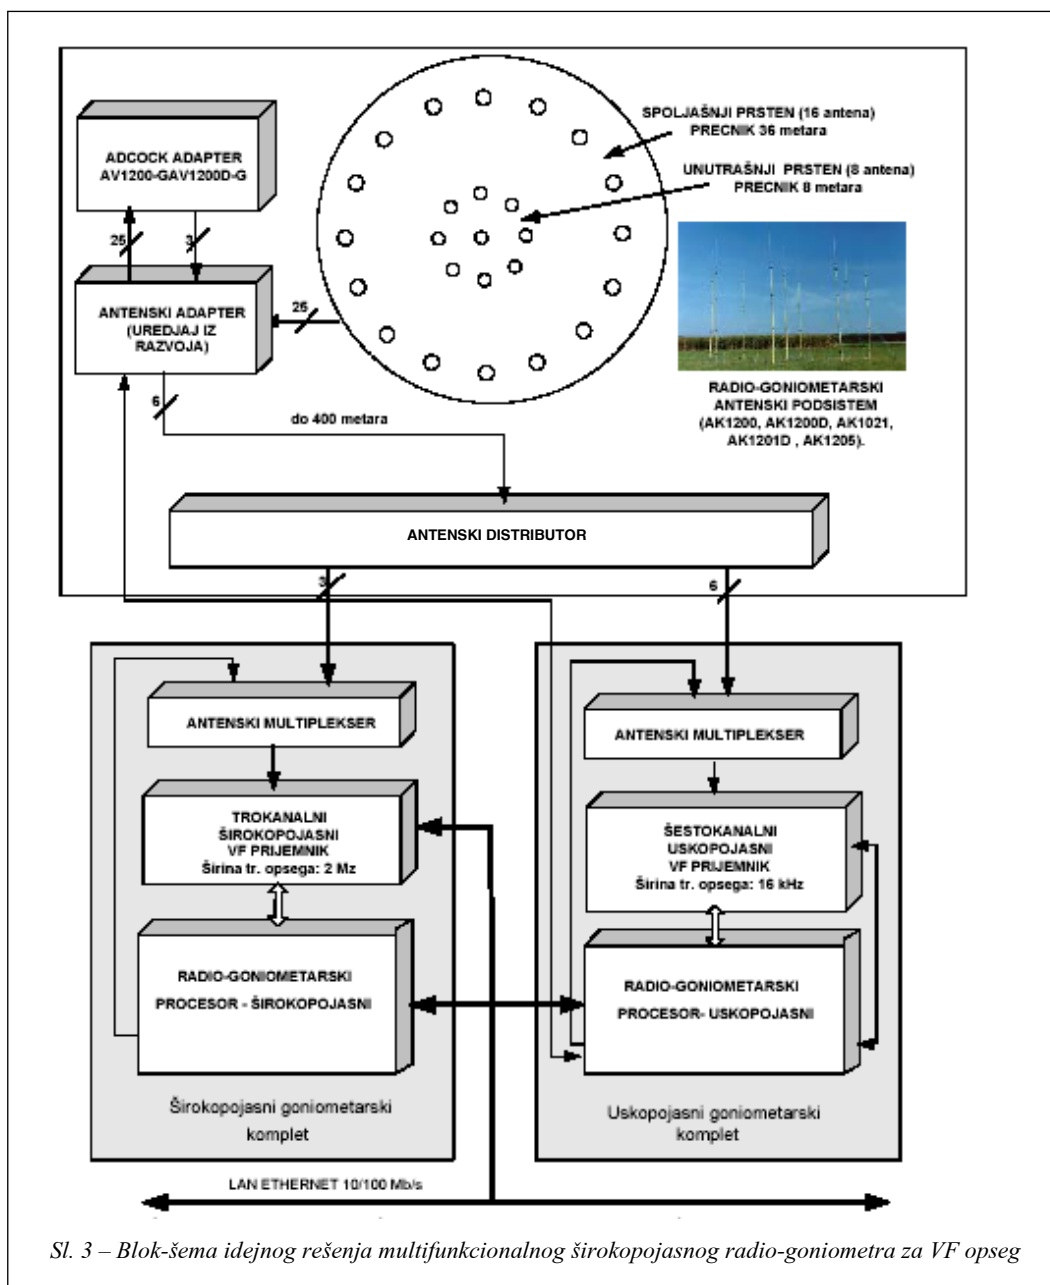 SPOLJAŠNJI PRSTEN (16 antena)
PRECNIK 36 metara
UNUTRAŠNJI PRSTEN (8 antena)
PRECNIK 8 metara
ADCOCK ADAPTER
AV1200-GAV1200D-G
25
3
ANTENSKI ADAPTER
(UREDJAJ IZ
RAZVOJA)
25
6
do 400 metara
RADIO-GONIOMETARSKI
ANTENSKI PODSISTEM
(AK1200, AK1200D, AK1021,
AK1201D , AK1205).
ANTENSKI DISTRIBUTOR
3
6
ANTENSKI MULTIPLEKSER
TROKANALNI
ŠIROKOPOJASNI
VF PRIJEMNIK
Širina tr. opsega: 2 Mz
RADIO-GONIOMETARSKI
PROCESOR - ŠIROKOPOJASNI
Širokopojasni goniometarski
komplet
ANTENSKI MULTIPLEKSER
ŠESTOKANALNI
USKOPOJASNI
VF PRIJEMNIK
Širina tr. opsega: 16 kHz
RADIO-GONIOMETARSKI
PROCESOR- USKOPOJASNI
Uskopojasni goniometarski
komplet
LAN ETHERNET 10/100 Mb/s
Sl. 3 – Blok-šema idejnog rešenja multifunkcionalnog širokopojasnog radio-goniometra za VF opseg